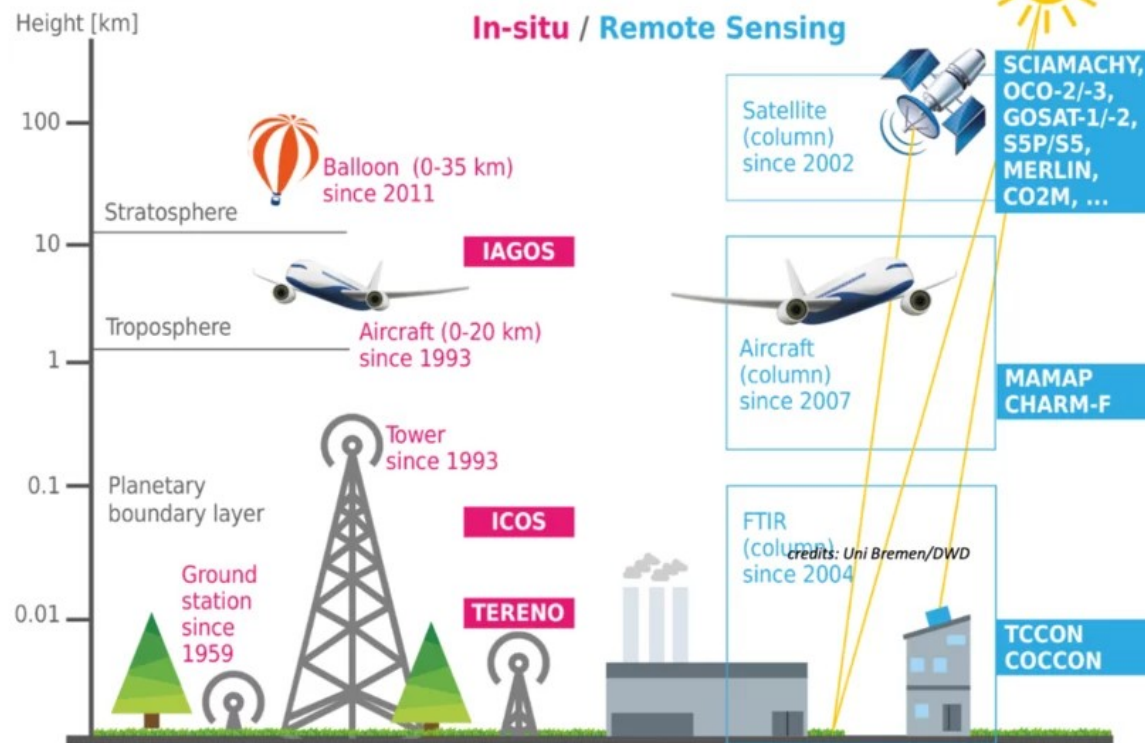 Height [km]
In-situ / Remote Sensing
100
10
1
0.1
0.01
Stratosphere
Troposphere
Planetary
boundary layer
Balloon (0-35 km)
since 2011
IAGOS
Aircraft (0-20 km)
since 1993
Tower
since 1993
ICOS
Ground
station
since
1959
TERENO
Satellite
(column)
since 2002
SCIAMACHY,
OCO-2/-3,
GOSAT-1/-2,
S5P/S5,
MERLIN,
CO2M, ...
Aircraft
(column)
since 2007
MAMAP
CHARM-F
FTIR
(column)
since 2004
credits: Uni Bremen/DWD
TCCON
COCCON